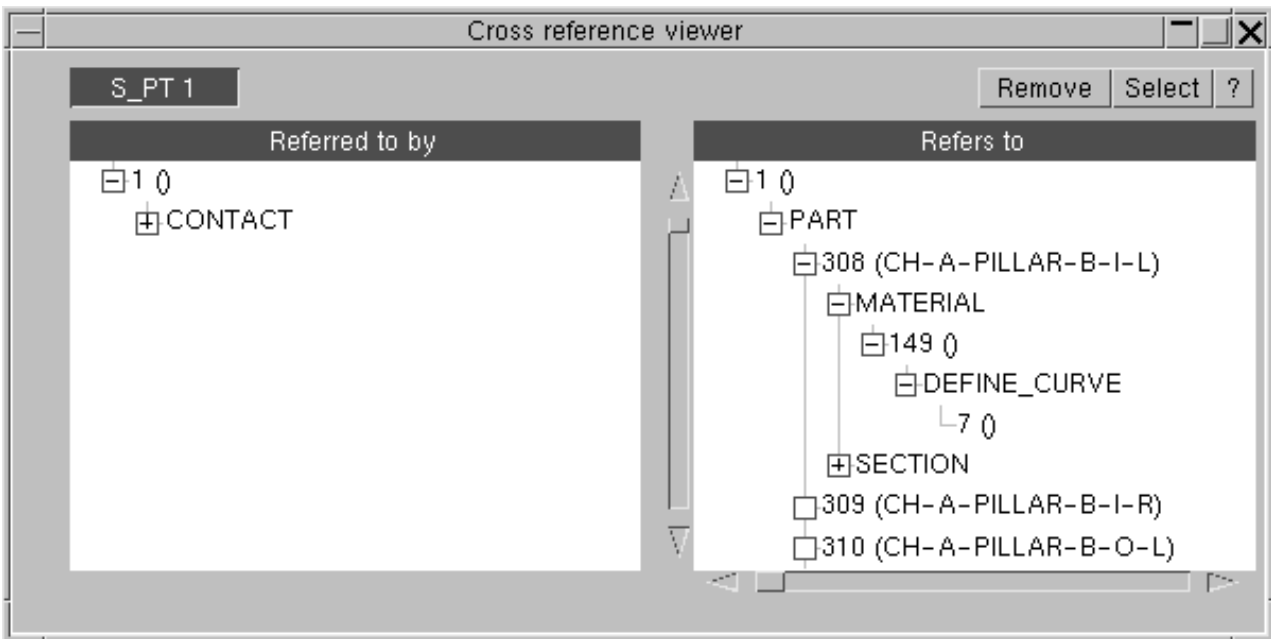 Cross reference viewer
S_PT 1
Remove Select ?
Referred to by
1 ()
CONTACT
Refers to
1 ()
PART
308 (CH-A-PILLAR-B-I-L)
MATERIAL
149 ()
DEFINE_CURVE
7 ()
SECTION
309 (CH-A-PILLAR-B-I-R)
310 (CH-A-PILLAR-B-O-L)